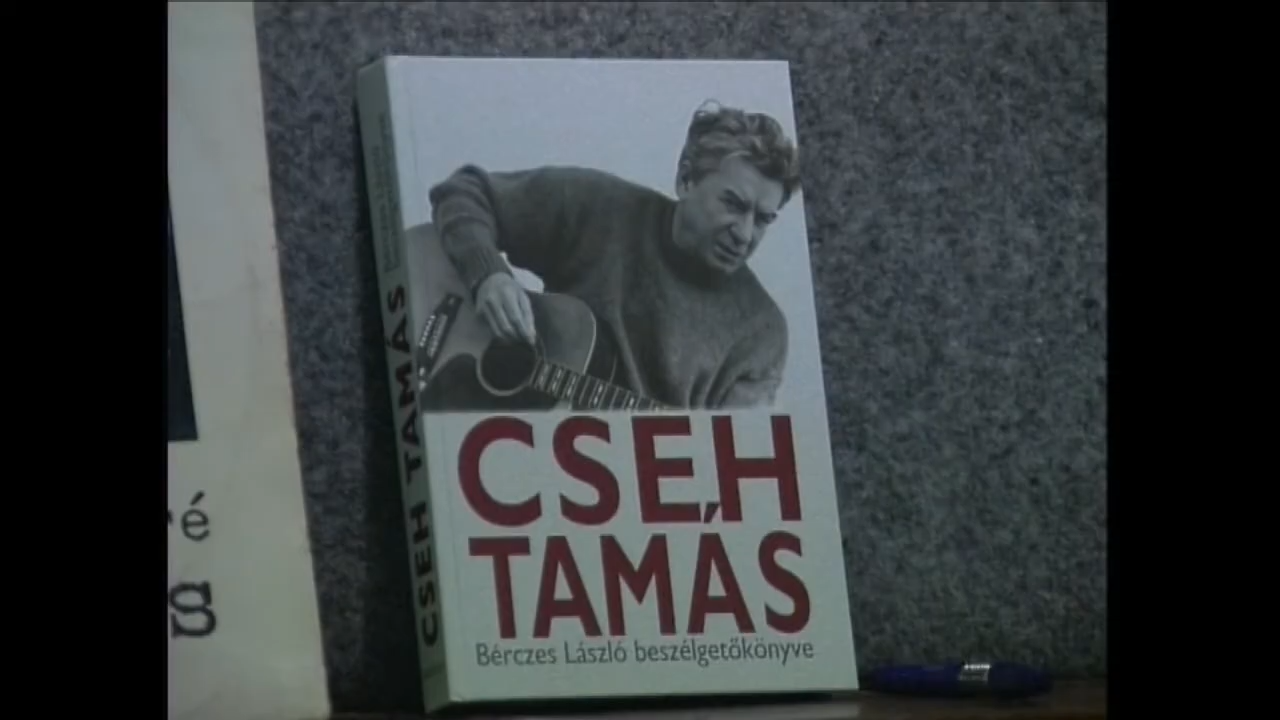 é
g
CSEH TAMÁS
CSEH
TAMÁS
Bérczes László beszélgetőkönyve